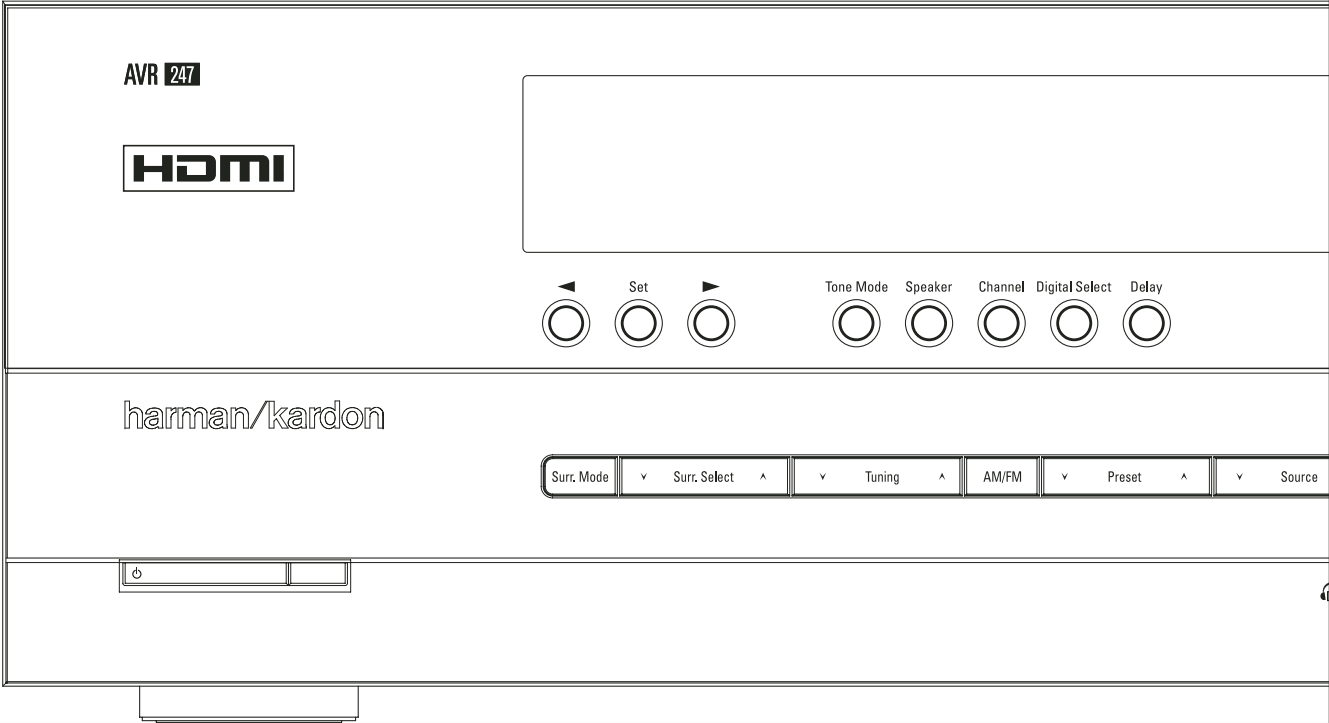 AVR 247
HDMI
Set
Tone Mode Speaker Channel Digital Select Delay
harman/kardon
Surr. Mode Surr. Select Tuning AM/FM Preset Source